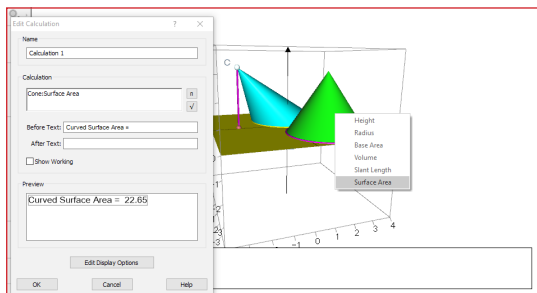 Edit Calculation
?
Name
Calculation 1
Calculation
Cone:Surface Area
π
√
Before Text: Curved Surface Area =
After Text:
Show Working
Preview
Curved Surface Area = 22.65
Edit Display Options
OK Cancel Help
C
Height
Radius
Base Area
Volume
Slant Length
Surface Area
-1 0 1 2 3 4